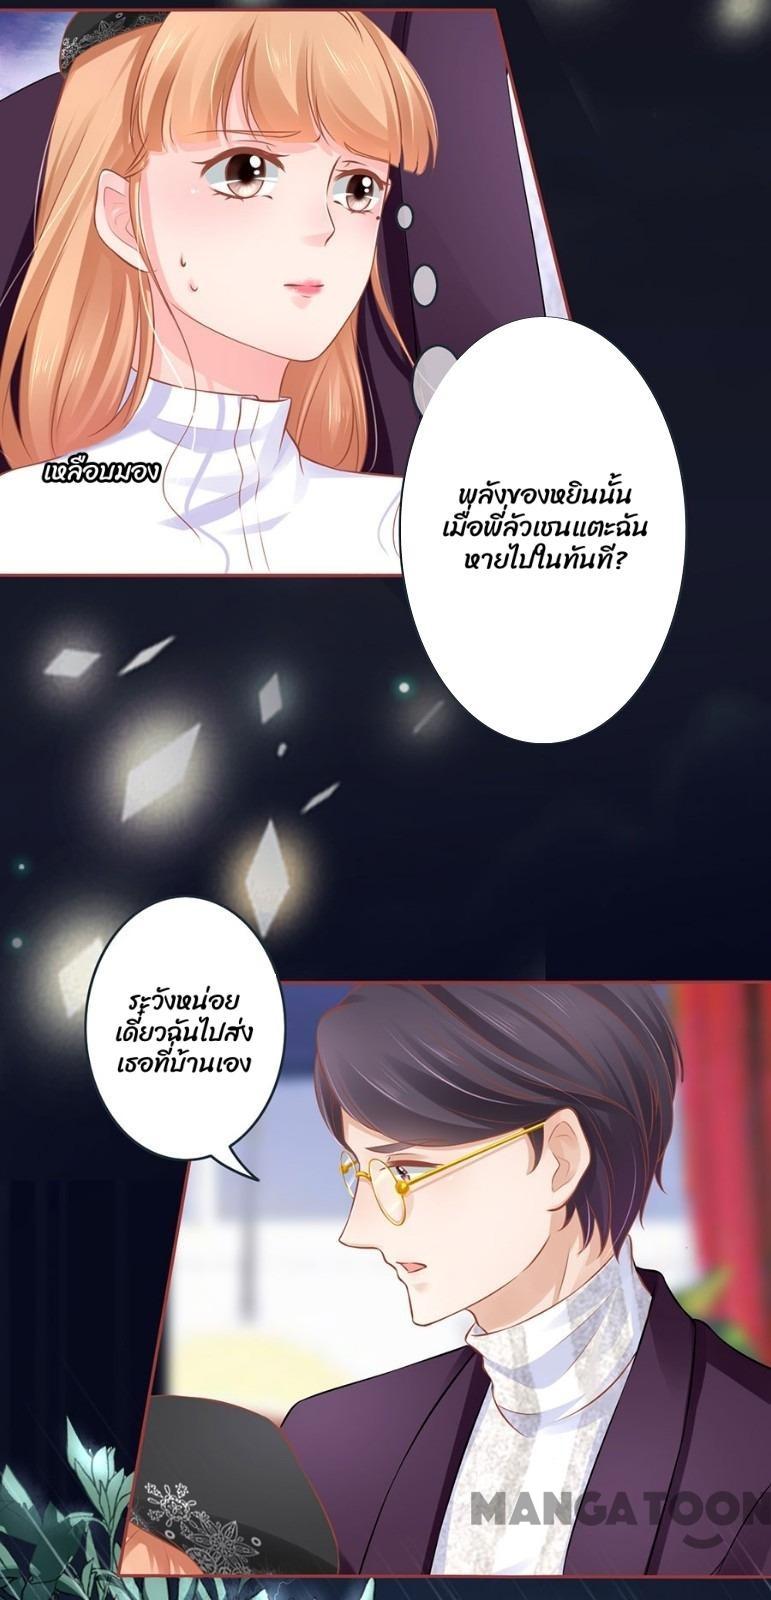 เหลือบมอง
พลังของหยินนั้น
เมื่อพี่ลัวเชนแตะฉัน
หายไปในทันที?
ระวังหน่อย
เดี๋ยวฉันไปส่ง
เธอที่บ้านเอง
MANGATOON